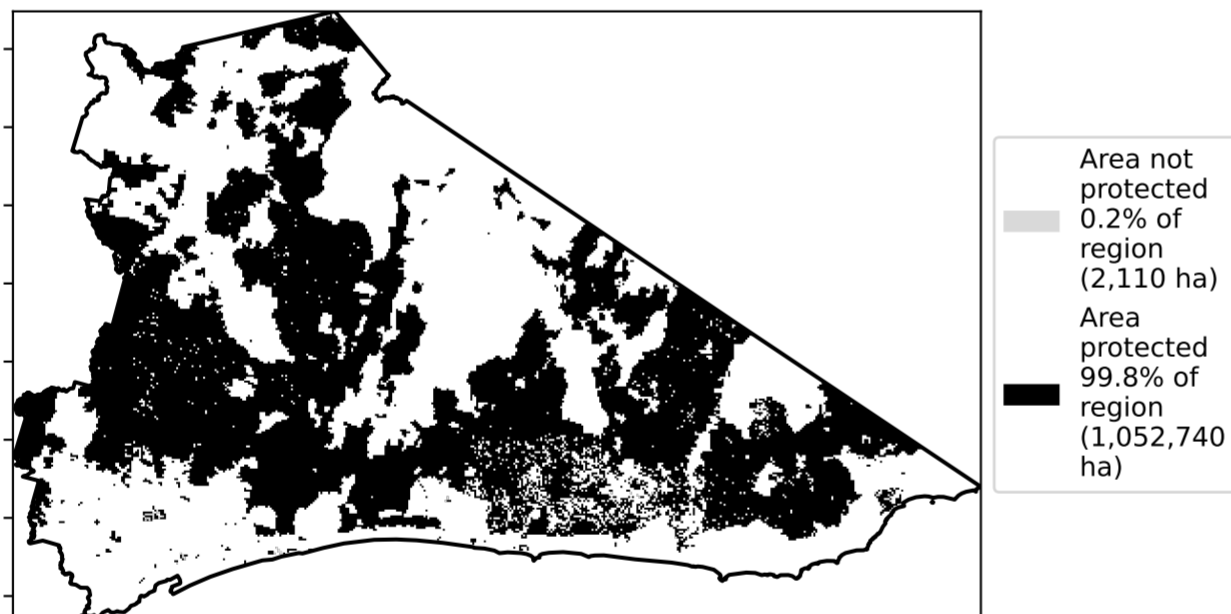 Area not
protected
0.2% of
region
(2,110 ha)
Area
protected
99.8% of
region
(1,052,740
ha)